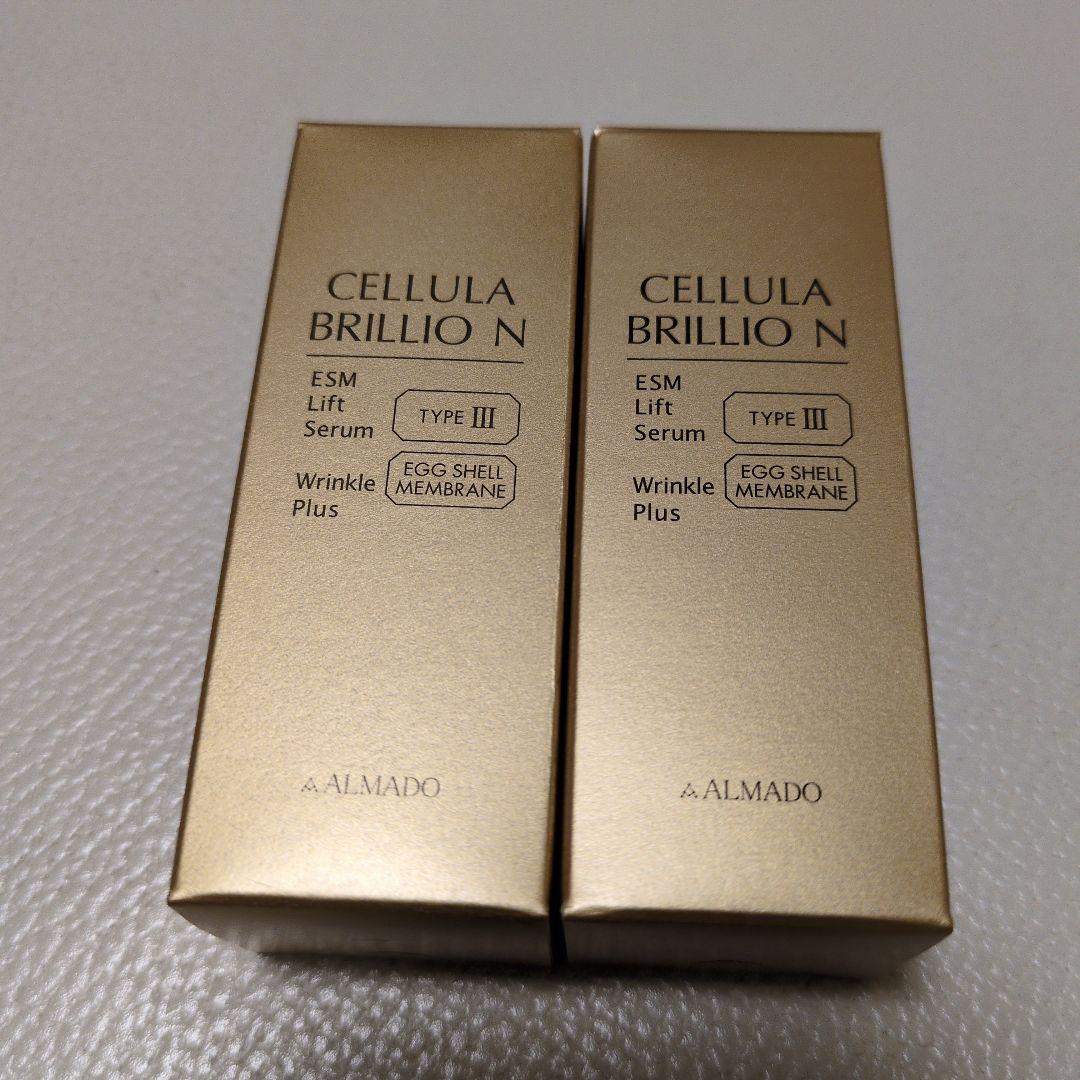 CELLULA
BRILLIO N
ESM
Lift
Serum
TYPE III
Wrinkle
Plus
EGG SHELL
MEMBRANE
ALMADO
CELLULA
BRILLIO N
ESM
Lift
Serum
TYPE III
Wrinkle
Plus
EGG SHELL
MEMBRANE
ALMADO